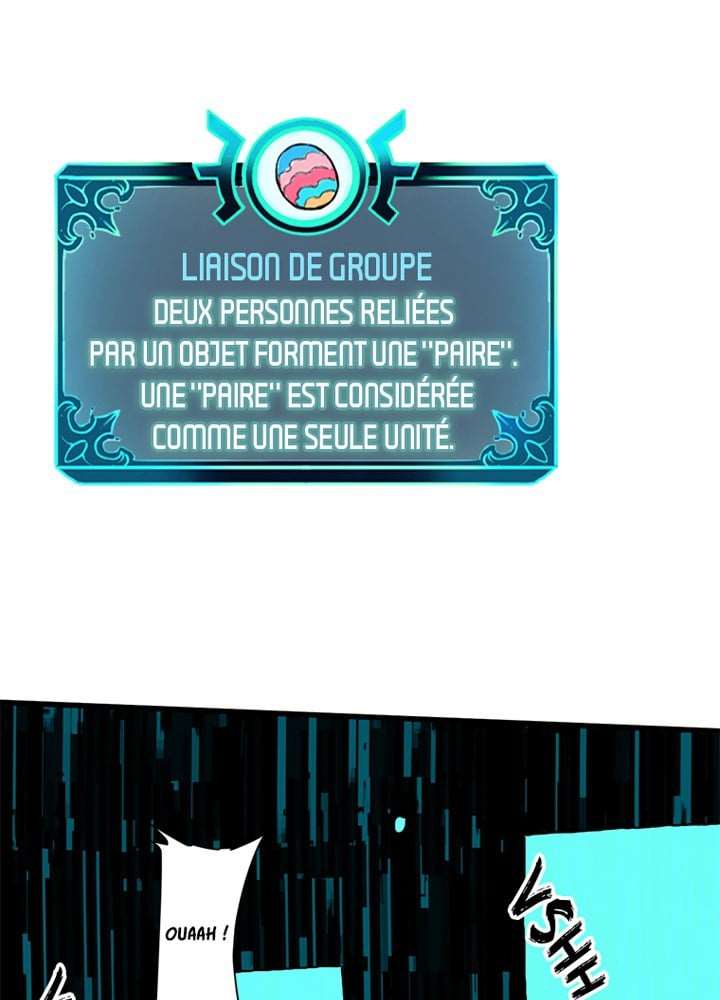 LIAISON DE GROUPE
DEUX PERSONNES RELIÉES
PAR UN OBJET FORMENT UNE "PAIRE".
UNE "PAIRE" EST CONSIDÉRÉE
COMME UNE SEULE UNITÉ.
OUAAH !
VSHH